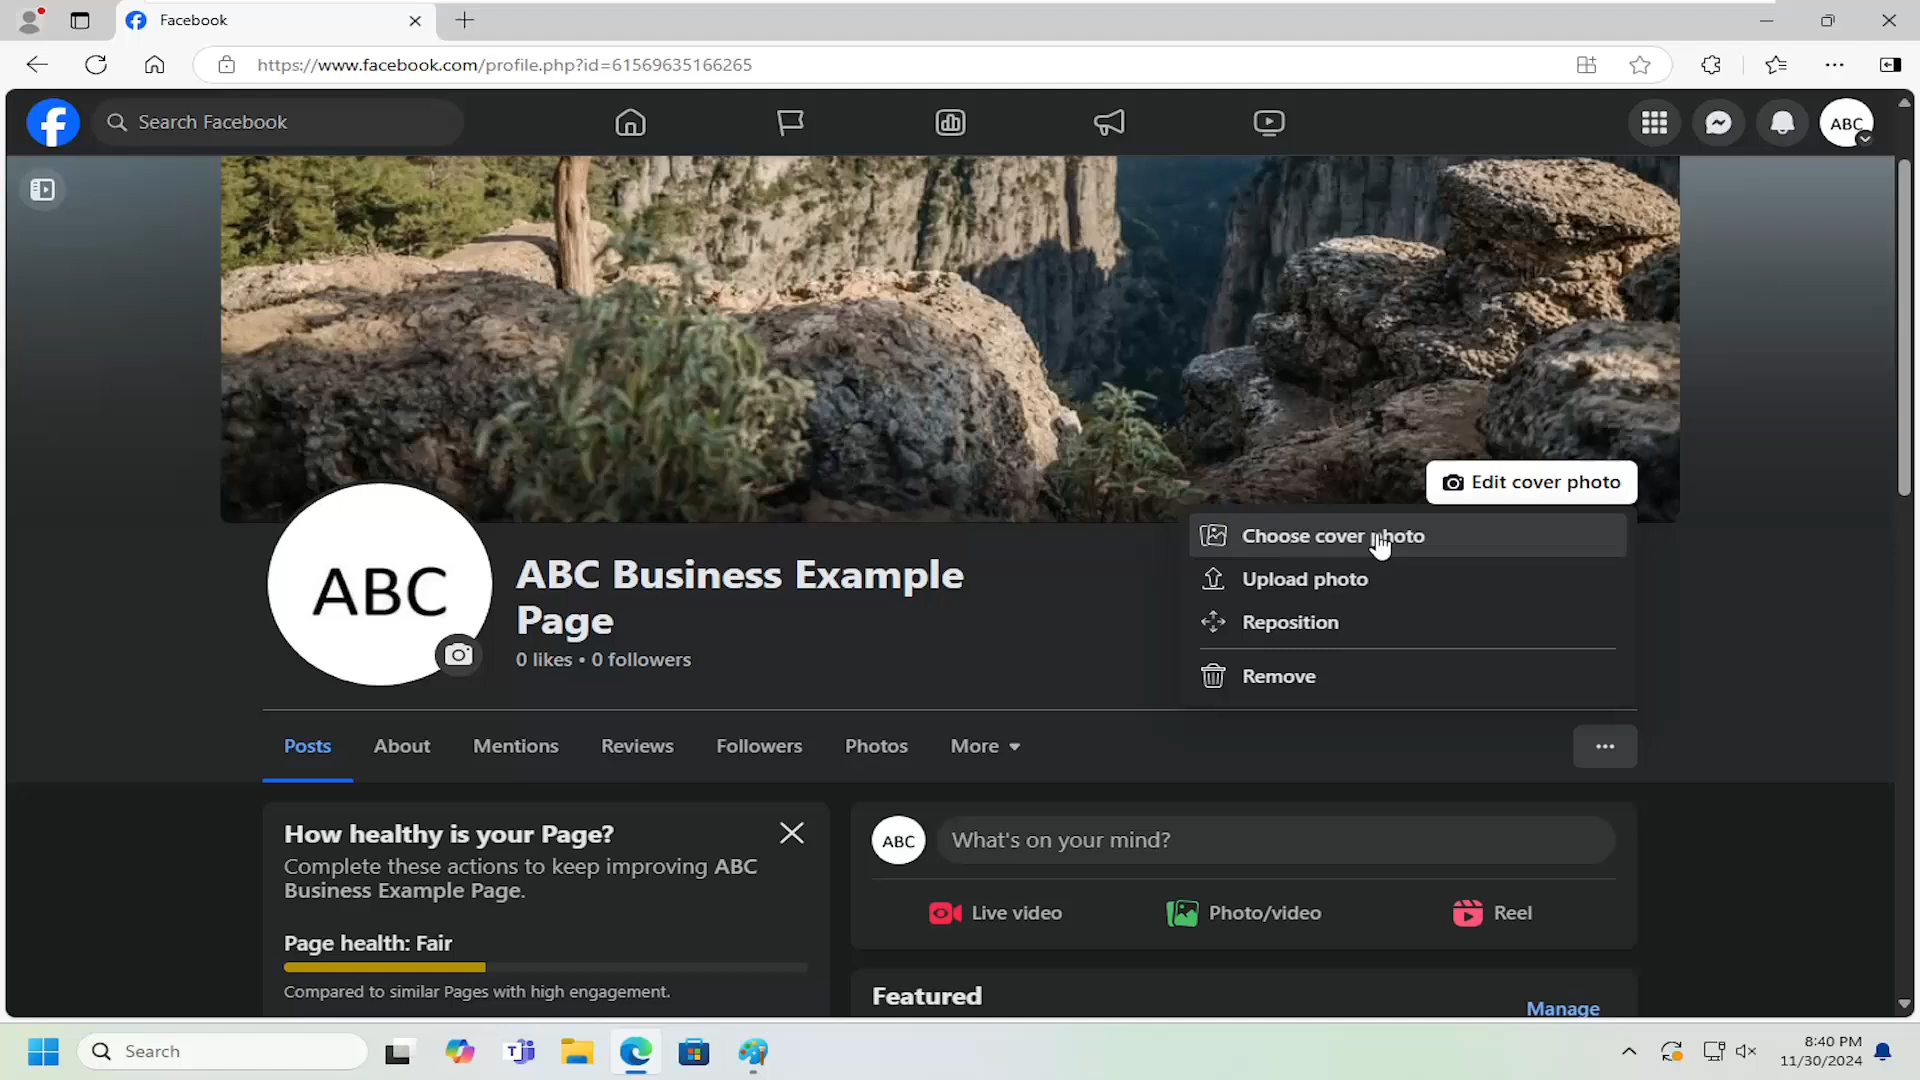 Facebook
https://www.facebook.com/profile.php?id=61569635166265
Search Facebook
ABC
Edit cover photo
Choose cover photo
Upload photo
Reposition
Remove
ABC
ABC Business Example
Page
0 likes • 0 followers
Posts
About
Mentions
Reviews
Followers
Photos
More
How healthy is your Page?
Complete these actions to keep improving ABC
Business Example Page.
Page health: Fair
Compared to similar Pages with high engagement.
ABC
What's on your mind?
Live video
Photo/video
Reel
Featured
Manage
Search
8:40 PM
11/30/2024